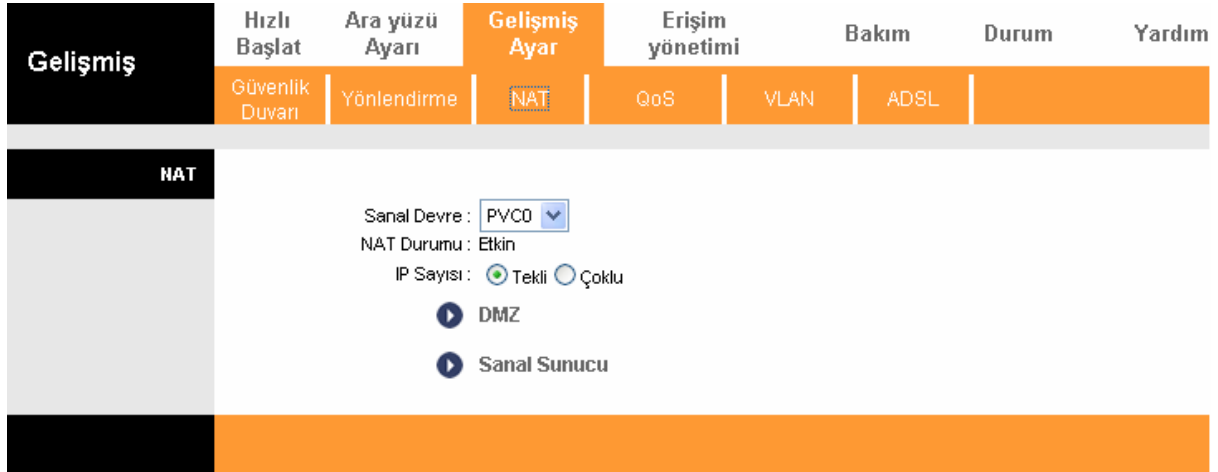 Gelişmiş
Hızlı Başlat
Ara yüzü Ayarı
Gelişmiş Ayar
Erişim yönetimi
Bakım
Durum
Yardım
Güvenlik Duvarı
Yönlendirme
NAT
QoS
VLAN
ADSL
NAT
Sanal Devre : PVC0
NAT Durumu : Etkin
IP Sayısı : Tekli Çoklu
DMZ
Sanal Sunucu